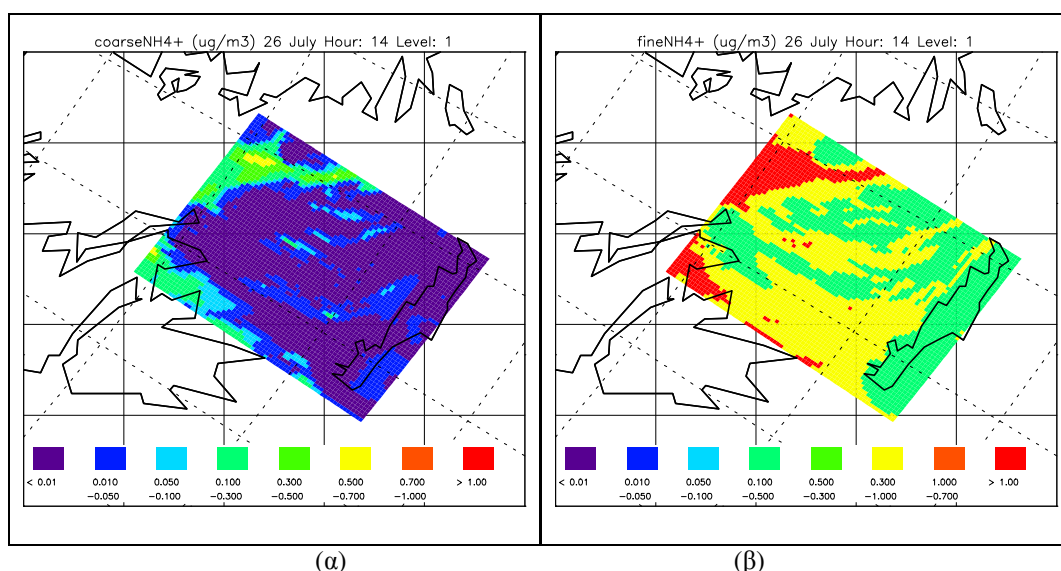 coarseNH4+ (ug/m3) 26 July Hour: 14 Level: 1
fineNH4+ (ug/m3) 26 July Hour: 14 Level: 1
< 0.01 0.010 0.050 0.100 0.300 0.500 0.700 > 1.00
−0.050 −0.100 −0.300 −0.500 −0.700 −1.000
< 0.01 0.010 0.050 0.100 0.500 0.300 1.000 > 1.00
−0.050 −0.100 −0.500 −0.300 −1.000 −0.700
(α)
(β)